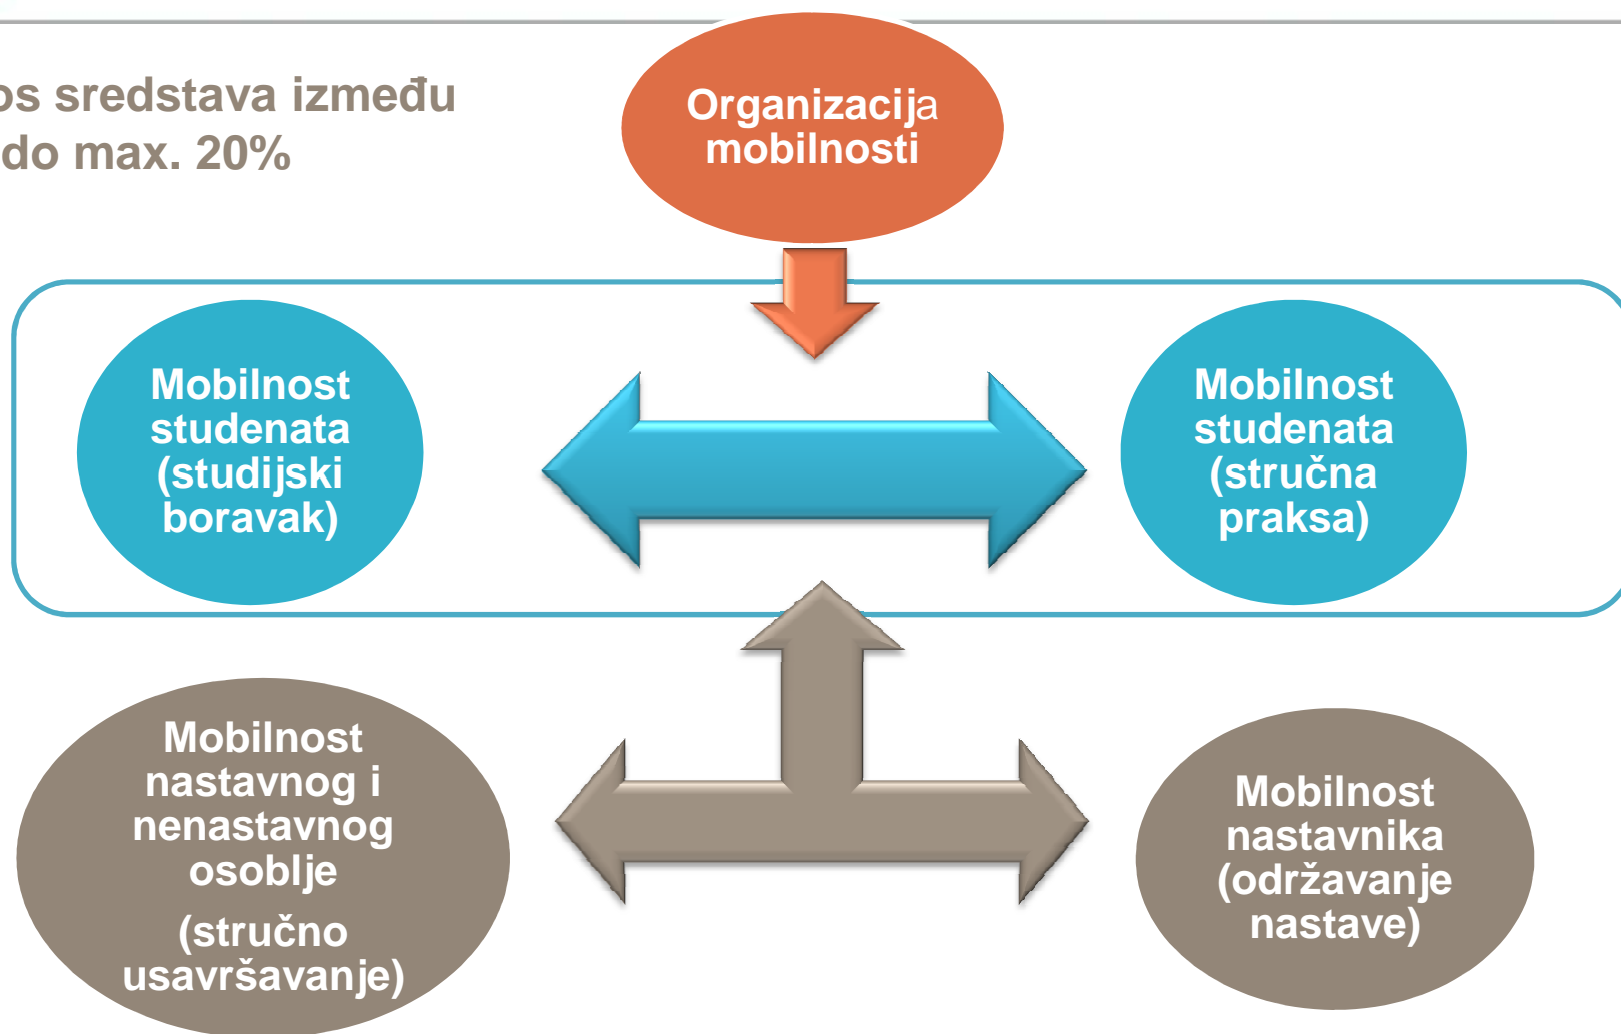 os sredstava između
do max. 20%
Organizacija
mobilnosti
Mobilnost
studenata
(studijski
boravak)
Mobilnost
studenata
(stručna
praksa)
Mobilnost
nastavnog i
nenastavnog
osoblje
(stručno
usavršavanje)
Mobilnost
nastavnika
(održavanje
nastave)